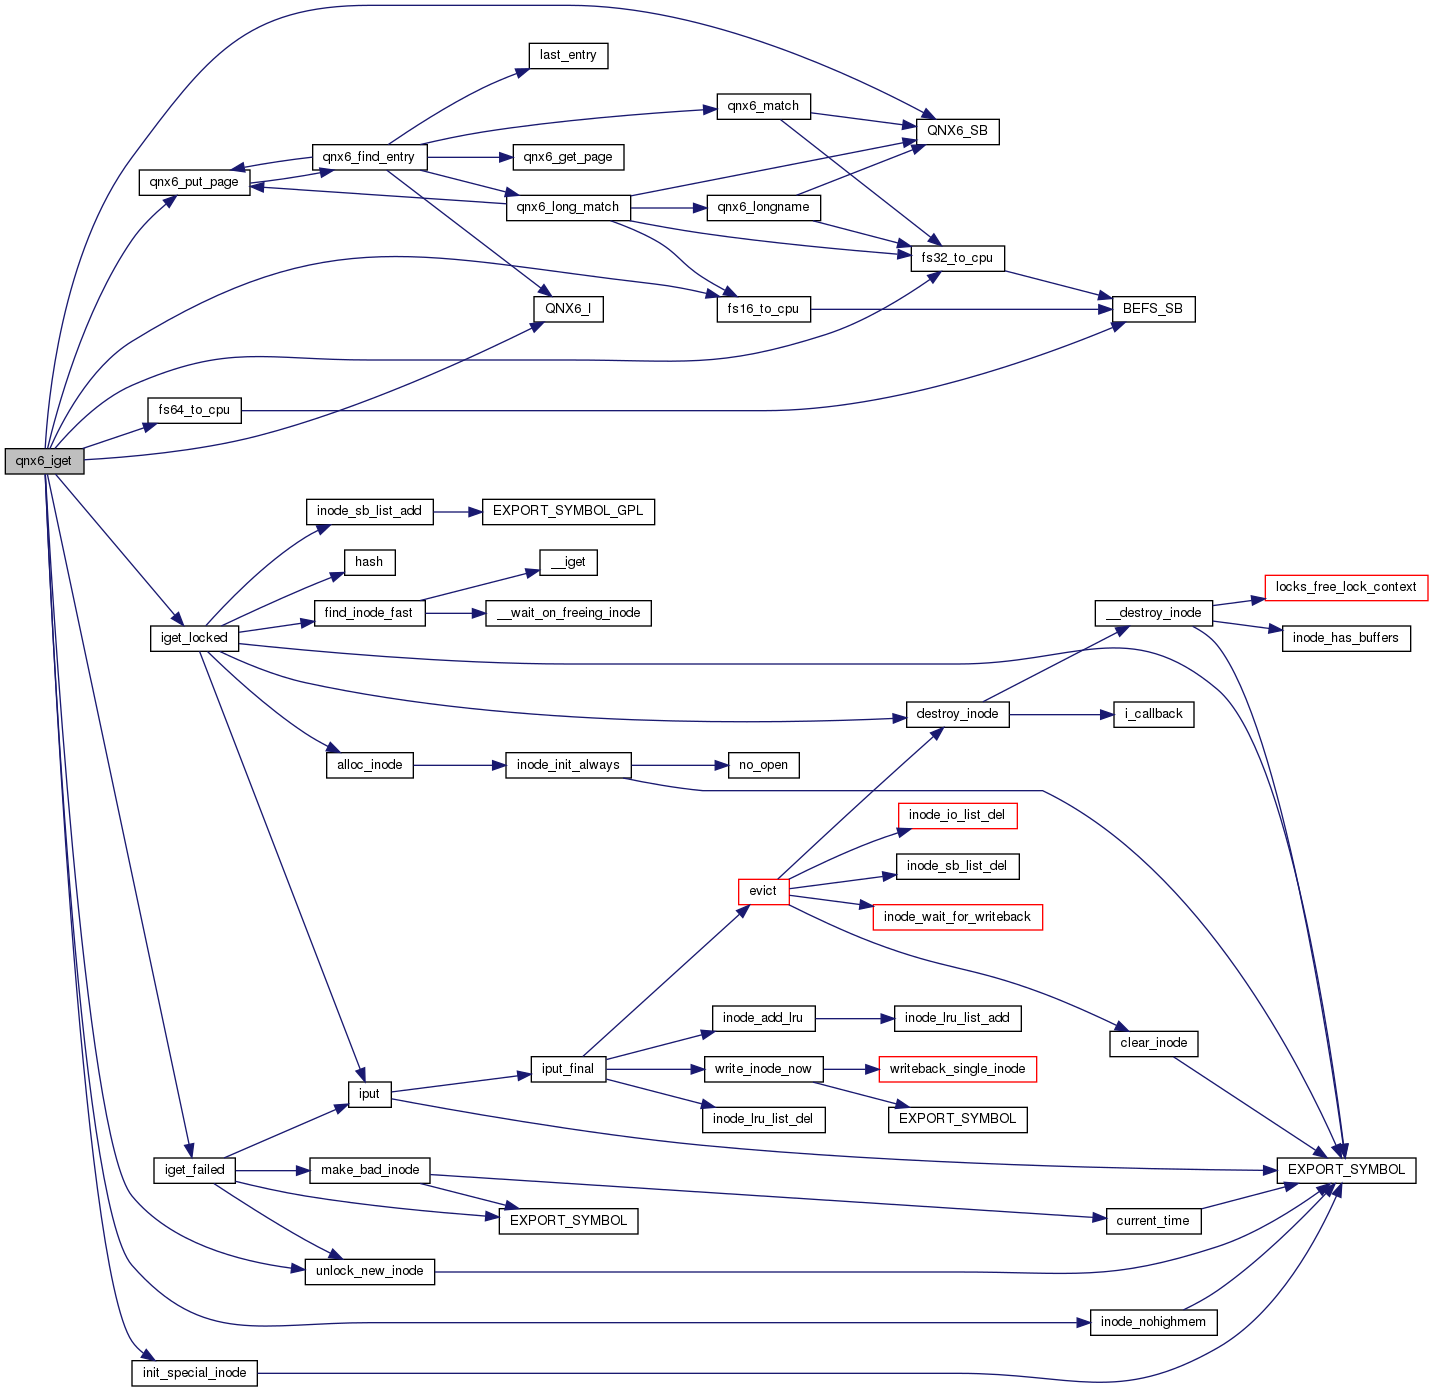 last_entry
qnx6_match
QNX6_SB
qnx6_find_entry
qnx6_get_page
qnx6_put_page
qnx6_long_match
qnx6_longname
fs32_to_cpu
QNX6_I
fs16_to_cpu
BEFS_SB
fs64_to_cpu
qnx6_iget
inode_sb_list_add
EXPORT_SYMBOL_GPL
hash
__iget
locks_free_lock_context
find_inode_fast
__wait_on_freeing_inode
__destroy_inode
iget_locked
inode_has_buffers
destroy_inode
i_callback
alloc_inode
inode_init_always
no_open
inode_io_list_del
inode_sb_list_del
evict
inode_wait_for_writeback
inode_add_lru
inode_lru_list_add
clear_inode
iput_final
write_inode_now
writeback_single_inode
iput
inode_lru_list_del
EXPORT_SYMBOL
iget_failed
make_bad_inode
EXPORT_SYMBOL
EXPORT_SYMBOL
current_time
unlock_new_inode
inode_nohighmem
init_special_inode